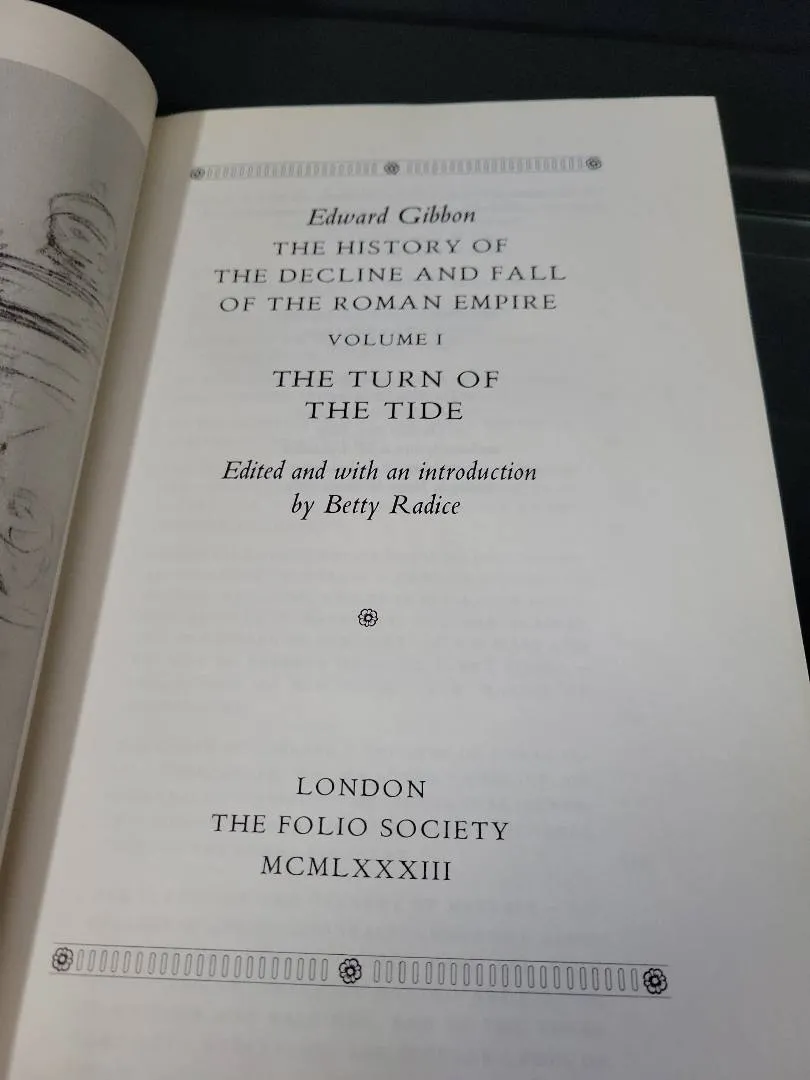 Edward Gibbon
THE HISTORY OF
THE DECLINE AND FALL
OF THE ROMAN EMPIRE
VOLUME I
THE TURN OF
THE TIDE
Edited and with an introduction
by Betty Radice
LONDON
THE FOLIO SOCIETY
MCMLXXXIII